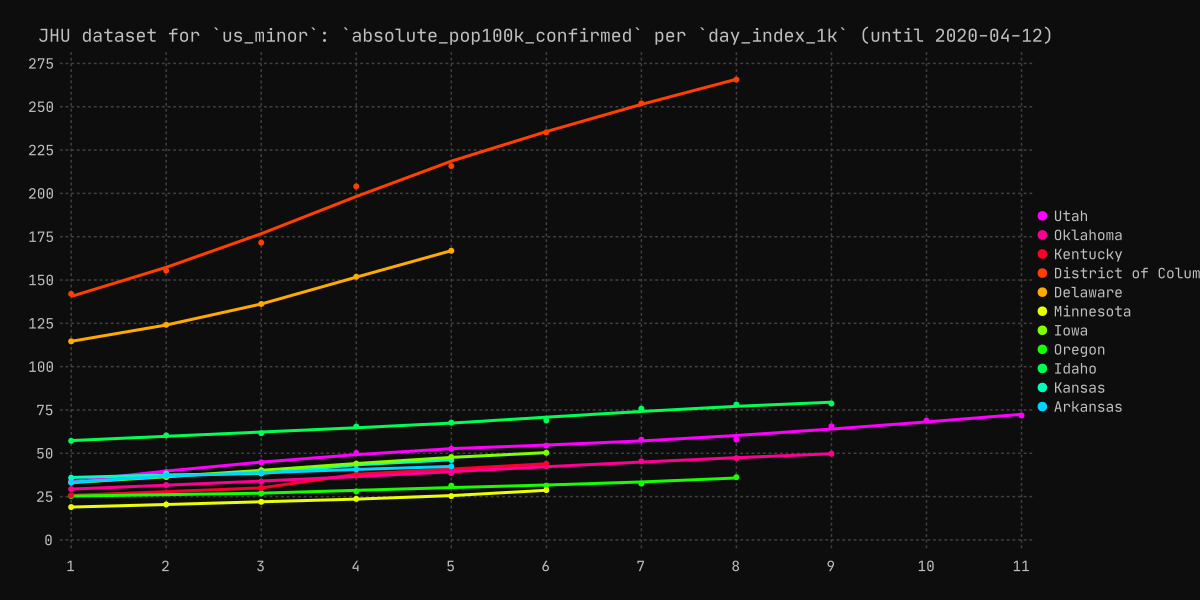 JHU dataset for `us_minor`: `absolute_pop100k_confirmed` per `day_index_1k` (until 2020-04-12)
275
250
225
200
175
150
125
100
75
50
25
0
1 2 3 4 5 6 7 8 9 10 11
Utah
Oklahoma
Kentucky
District of Colum
Delaware
Minnesota
Iowa
Oregon
Idaho
Kansas
Arkansas